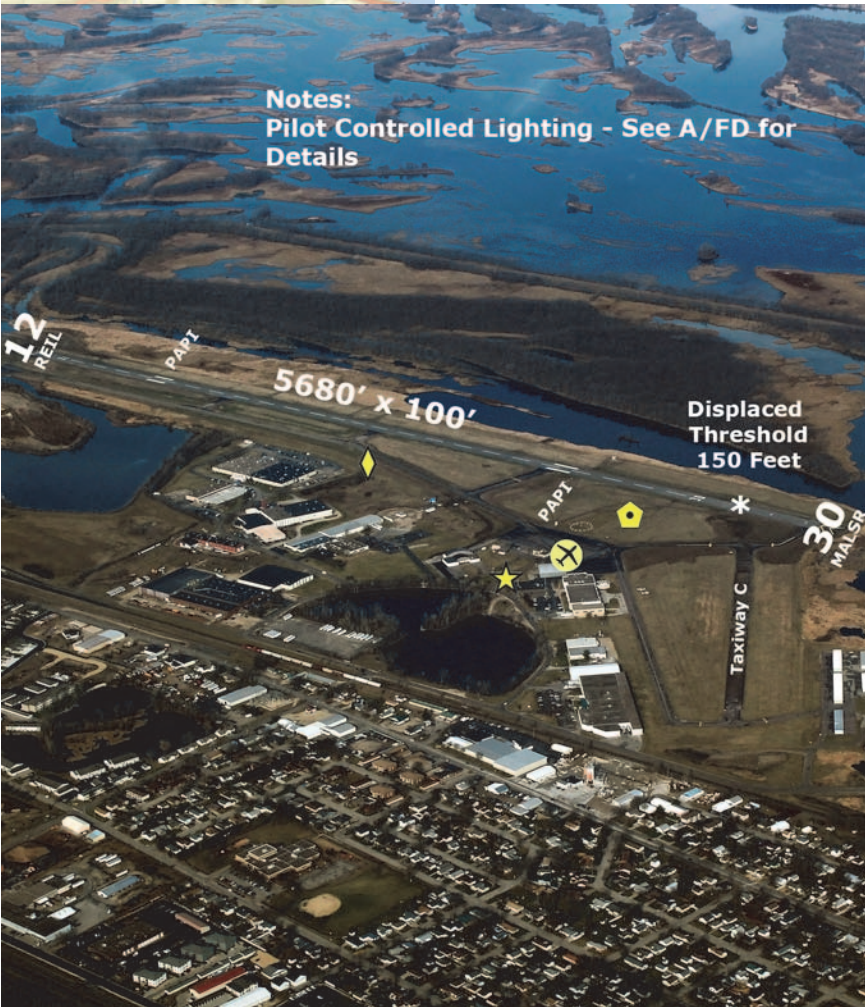 Notes:
Pilot Controlled Lighting - See A/FD for
Details
12
REIL
PAPI
5680' x 100'
Displaced
Threshold
150 Feet
PAPI
30
MALSR
Taxiway C